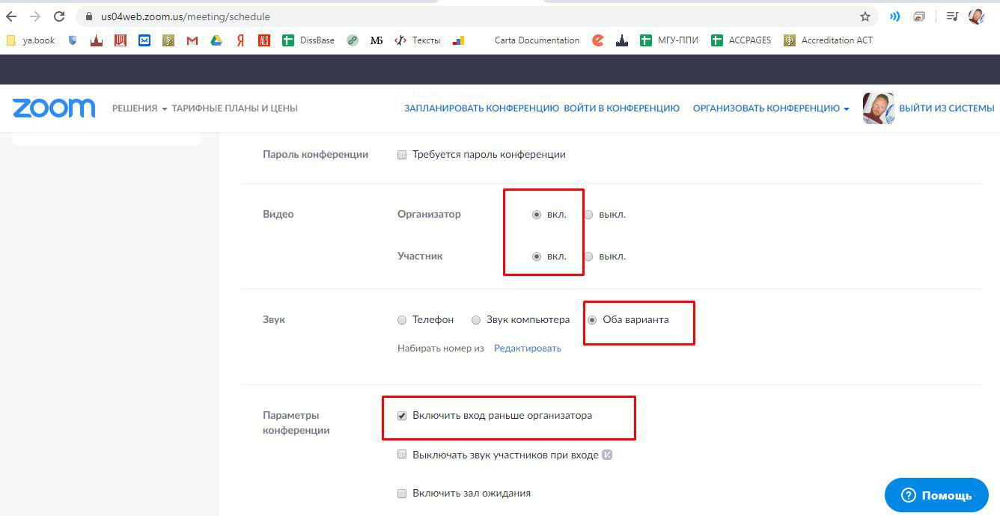 us04web.zoom.us/meeting/schedule
ya.book DissBase МБ Тексты Carta Documentation МГУ-ППИ ACCPAGES Accreditation ACT
zoom РЕШЕНИЯ ТАРИФНЫЕ ПЛАНЫ И ЦЕНЫ ЗАПЛАНИРОВАТЬ КОНФЕРЕНЦИЮ ВОЙТИ В КОНФЕРЕНЦИЮ ОРГАНИЗОВАТЬ КОНФЕРЕНЦИЮ ВЫЙТИ ИЗ СИСТЕМЫ
Пароль конференции Требуется пароль конференции
Видео Организатор вкл. выкл.
Участник вкл. выкл.
Звук Телефон Звук компьютера Оба варианта
Набирать номер из Редактировать
Параметры конференции Включить вход раньше организатора
Выключать звук участников при входе
Включить зал ожидания
Помощь